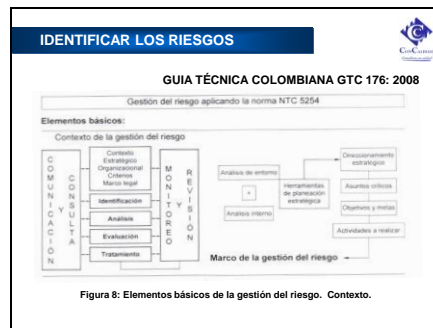 IDENTIFICAR LOS RIESGOS
GUIA TÉCNICA COLOMBIANA GTC 176: 2008
Gestión del riesgo aplicando la norma NTC 5254
Elementos básicos:
Contexto de la gestión del riesgo
COMUNICACIÓN
Y
CONSULTA
Contexto
Estratégico
Organizacional
Criterios
Marco legal
Identificación
Análisis
Evaluación
Tratamiento
MONITOREO
Y
REVISIÓN
Análisis de entorno
+
Análisis interno
Herramientas
de planeación
estratégica
Direccionamiento
estratégico
Asuntos críticos
Objetivos y metas
Actividades a realizar
Marco de la gestión del riesgo
Figura 8: Elementos básicos de la gestión del riesgo. Contexto.